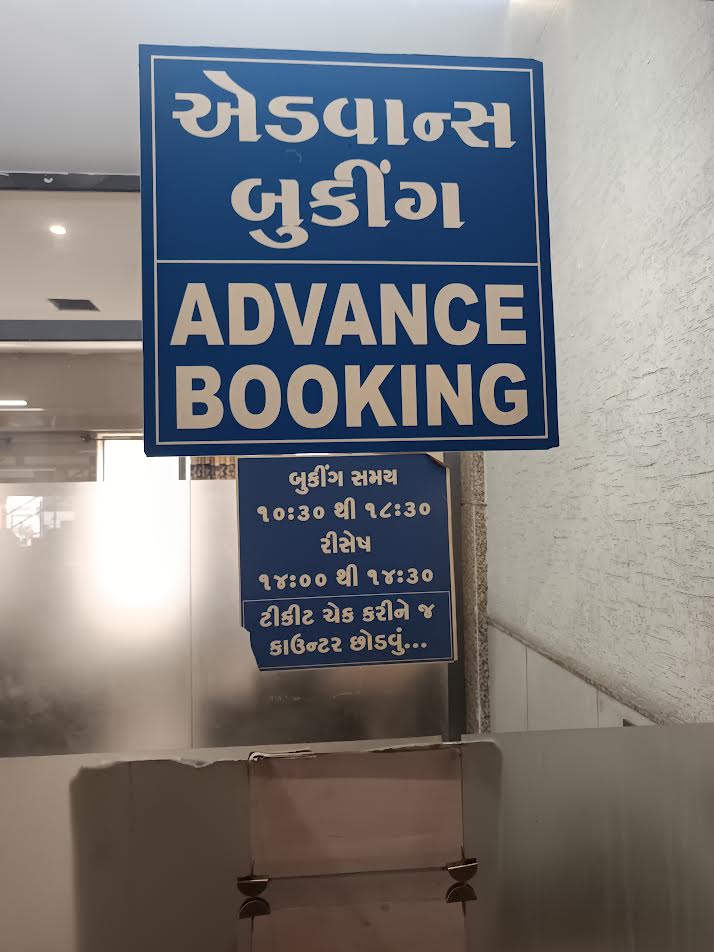 એડવાન્સ
બુકીંગ
ADVANCE
BOOKING
બુકીંગ સમય
૧૦:૩૦ થી ૧૮:૩૦
રીસેષ
૧૪:૦૦ થી ૧૪:૩૦
ટીકીટ ચેક કરીને જ
કાઉન્ટર છોડવું...